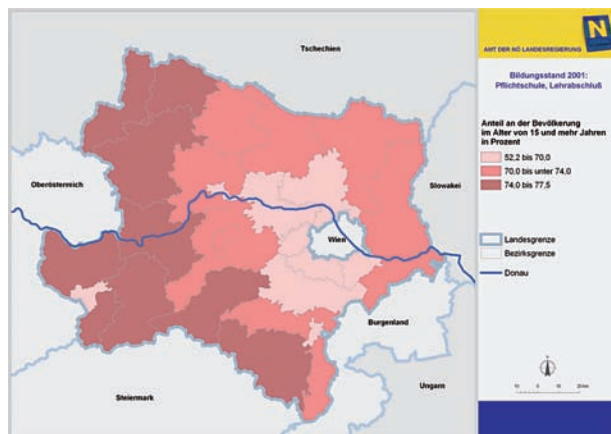 Tschechien
Oberösterreich
Slowakei
Wien
Burgenland
Steiermark
Ungarn
N
AMT DER NÖ LANDESREGIERUNG
Bildungsstand 2001:
Pflichtschule, Lehrabschluß
Anteil an der Bevölkerung
im Alter von 15 und mehr Jahren
in Prozent
52,2 bis 70,0
70,0 bis unter 74,0
74,0 bis 77,5
Landesgrenze
Bezirksgrenze
Donau